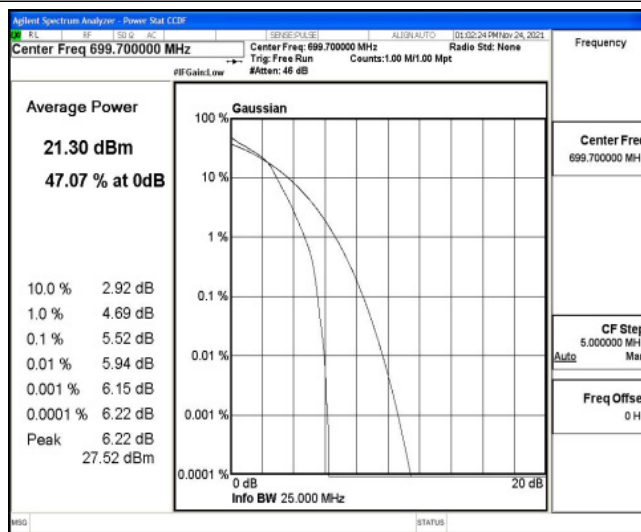 Agilent Spectrum Analyzer - Power Stat CCDF
RL RF 50 Ω AC SENSE:PULSE ALIGN AUTO 01:02:24 PM Nov 24, 2021
Center Freq 699.700000 MHz
Center Freq: 699.700000 MHz Radio Std: None
Trig: Free Run Counts:1.00 M/1.00 Mpt
#IFGain:Low #Atten: 46 dB
Frequency
Average Power
21.30 dBm
47.07 % at 0dB
10.0 % 2.92 dB
1.0 % 4.69 dB
0.1 % 5.52 dB
0.01 % 5.94 dB
0.001 % 6.15 dB
0.0001 % 6.22 dB
Peak 6.22 dB
27.52 dBm
Gaussian
100 %
10 %
1 %
0.1 %
0.01 %
0.001 %
0.0001 %
0 dB 20 dB
Info BW 25.000 MHz
Center Fre
699.700000 MH
CF Step
5.000000 MH
Auto Ma
Freq Offse
0 H
MSG STATUS